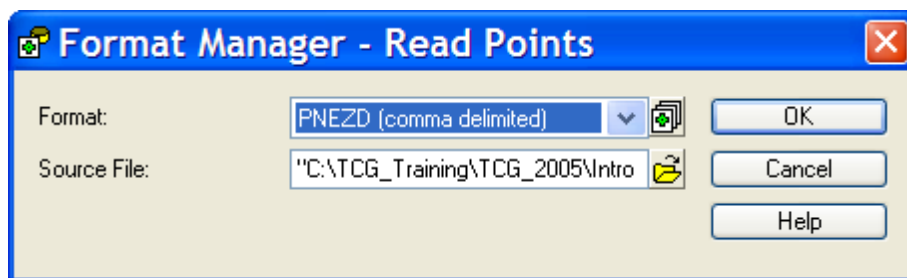 Format Manager - Read Points
Format: PNEZD (comma delimited) OK
Source File: "C:\TCG_Training\TCG_2005\Intro Cancel
Help